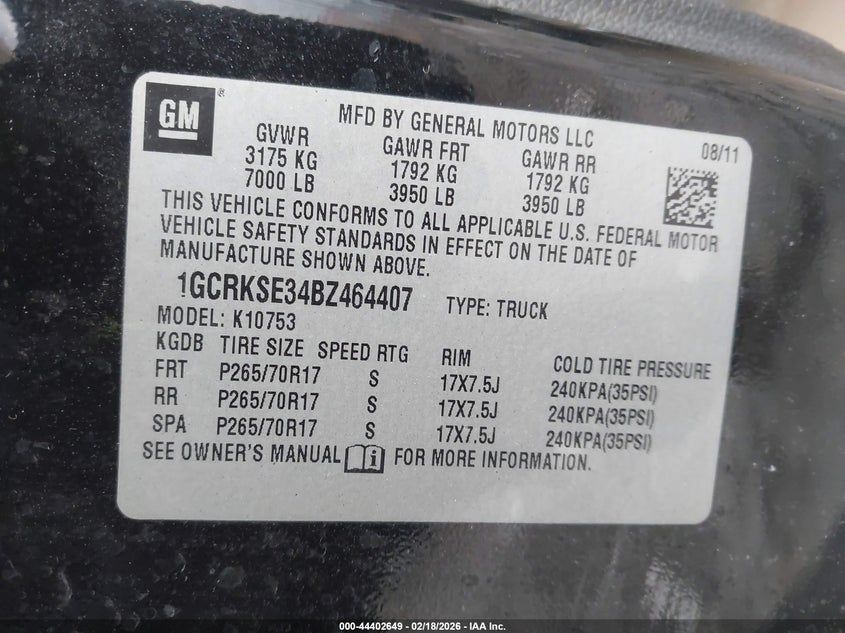 GM ®
MFD BY GENERAL MOTORS LLC
08/11
GVWR GAWR FRT GAWR RR
3175 KG 1792 KG 1792 KG
7000 LB 3950 LB 3950 LB
THIS VEHICLE CONFORMS TO ALL APPLICABLE U.S. FEDERAL MOTOR
VEHICLE SAFETY STANDARDS IN EFFECT ON THE DATE OF
MANUFACTURE SHOWN ABOVE.
1GCRKSE34BZ464407 TYPE: TRUCK
MODEL: K10753
KGDB TIRE SIZE SPEED RTG RIM COLD TIRE PRESSURE
FRT P265/70R17 S 17X7.5J 240KPA(35PSI)
RR P265/70R17 S 17X7.5J 240KPA(35PSI)
SPA P265/70R17 S 17X7.5J 240KPA(35PSI)
SEE OWNER'S MANUAL i FOR MORE INFORMATION.
000-44402649 - 02/18/2026 - IAA Inc.